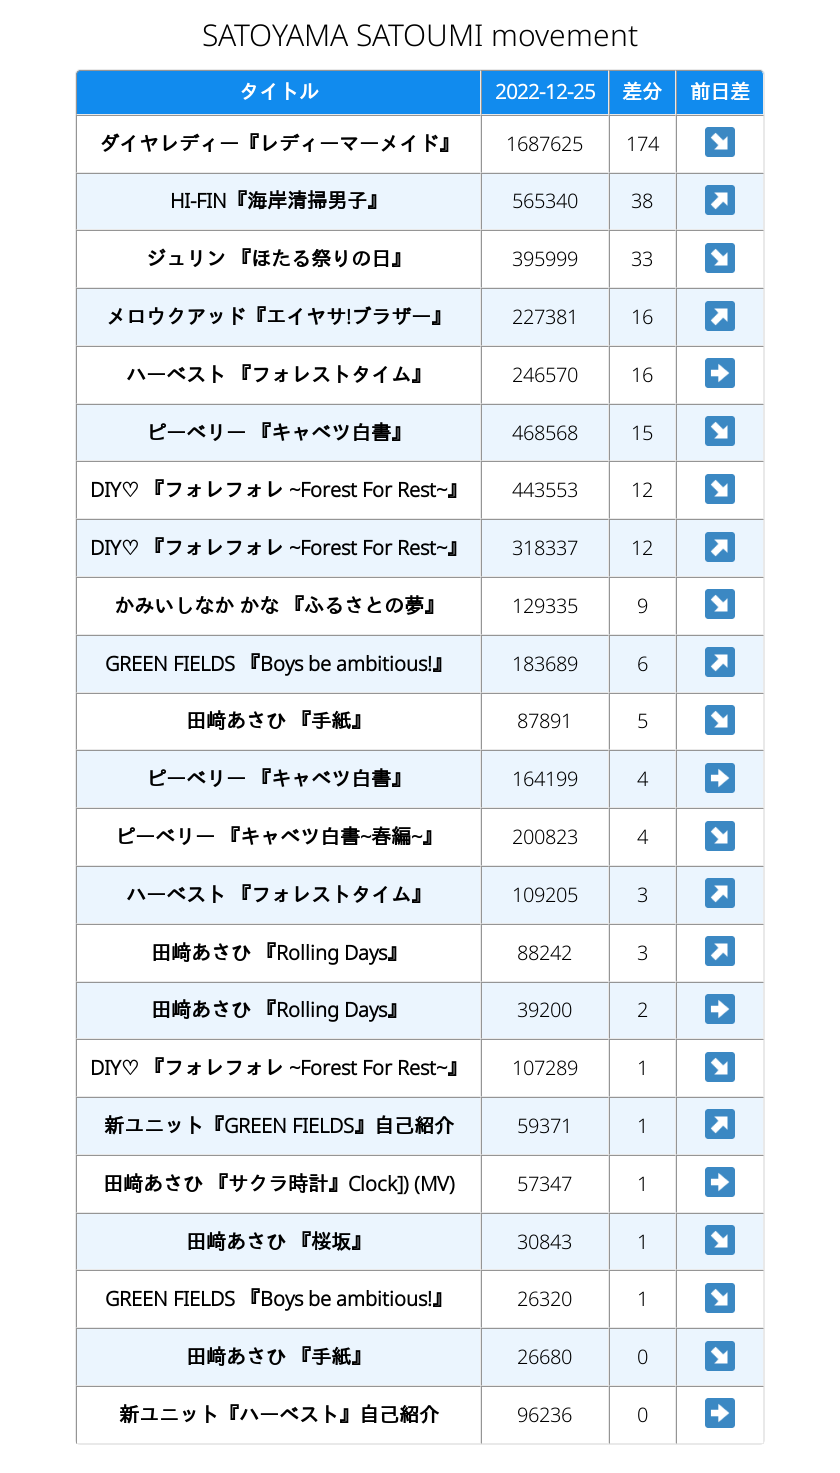 SATOYAMA SATOUMI movement
タイトル 2022-12-25 差分 前日差
ダイヤレディー『レディーマーメイド』 1687625 174 ↘
HI-FIN『海岸清掃男子』 565340 38 ↗
ジュリン 『ほたる祭りの日』 395999 33 ↘
メロウクアッド『エイヤサ!ブラザー』 227381 16 ↗
ハーベスト 『フォレストタイム』 246570 16 ➡
ピーベリー 『キャベツ白書』 468568 15 ↘
DIY♡ 『フォレフォレ ~Forest For Rest~』 443553 12 ↘
DIY♡ 『フォレフォレ ~Forest For Rest~』 318337 12 ↗
かみいしなか かな 『ふるさとの夢』 129335 9 ↘
GREEN FIELDS 『Boys be ambitious!』 183689 6 ↗
田﨑あさひ 『手紙』 87891 5 ↘
ピーベリー 『キャベツ白書』 164199 4 ➡
ピーベリー 『キャベツ白書~春編~』 200823 4 ↘
ハーベスト 『フォレストタイム』 109205 3 ↗
田﨑あさひ 『Rolling Days』 88242 3 ↗
田﨑あさひ 『Rolling Days』 39200 2 ➡
DIY♡ 『フォレフォレ ~Forest For Rest~』 107289 1 ↘
新ユニット『GREEN FIELDS』自己紹介 59371 1 ↗
田﨑あさひ 『サクラ時計』Clock]) (MV) 57347 1 ➡
田﨑あさひ 『桜坂』 30843 1 ↘
GREEN FIELDS 『Boys be ambitious!』 26320 1 ↘
田﨑あさひ 『手紙』 26680 0 ↘
新ユニット『ハーベスト』自己紹介 96236 0 ➡